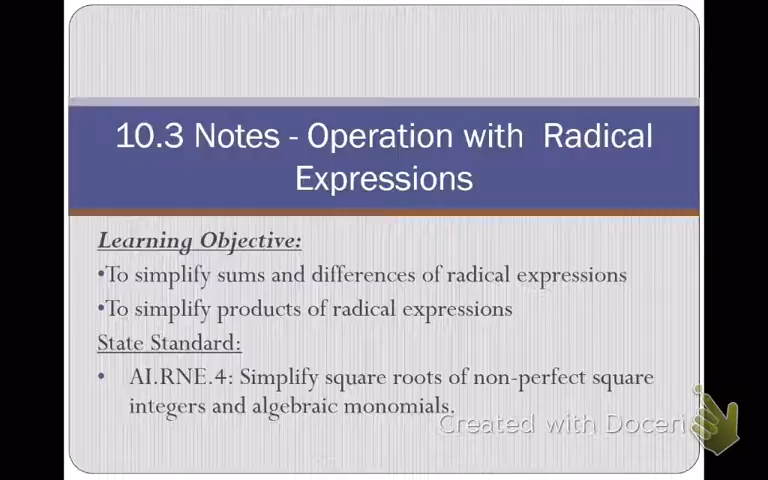 10.3 Notes - Operation with Radical
Expressions
Learning Objective:
•To simplify sums and differences of radical expressions
•To simplify products of radical expressions
State Standard:
• AI.RNE.4: Simplify square roots of non-perfect square
integers and algebraic monomials.
Created with Doceri